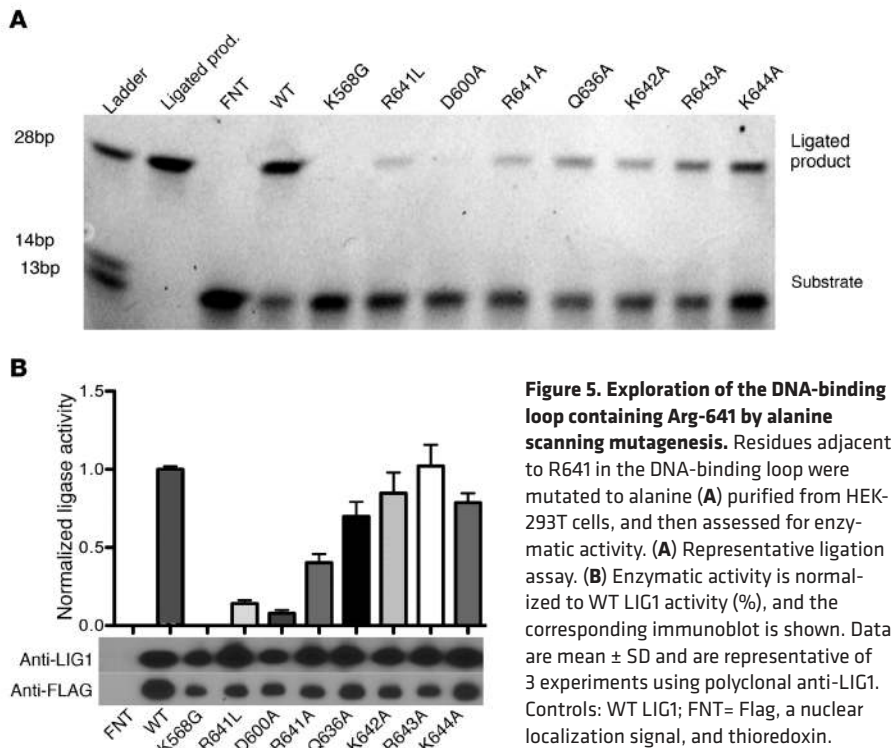 A
Ladder
Ligated prod.
FNT
WT
K568G
R641L
D600A
R641A
Q636A
K642A
R643A
K644A
28bp
14bp
13bp
Ligated
product
Substrate
B
Normalized ligase activity
1.5
1.0
0.5
0.0
Anti-LIG1
Anti-FLAG
FNT
WT
K568G
R641L
D600A
R641A
Q636A
K642A
R643A
K644A
Figure 5. Exploration of the DNA-binding
loop containing Arg-641 by alanine
scanning mutagenesis. Residues adjacent
to R641 in the DNA-binding loop were
mutated to alanine (A) purified from HEK-
293T cells, and then assessed for enzy-
matic activity. (A) Representative ligation
assay. (B) Enzymatic activity is normal-
ized to WT LIG1 activity (%), and the
corresponding immunoblot is shown. Data
are mean ± SD and are representative of
3 experiments using polyclonal anti-LIG1.
Controls: WT LIG1; FNT= Flag, a nuclear
localization signal, and thioredoxin.